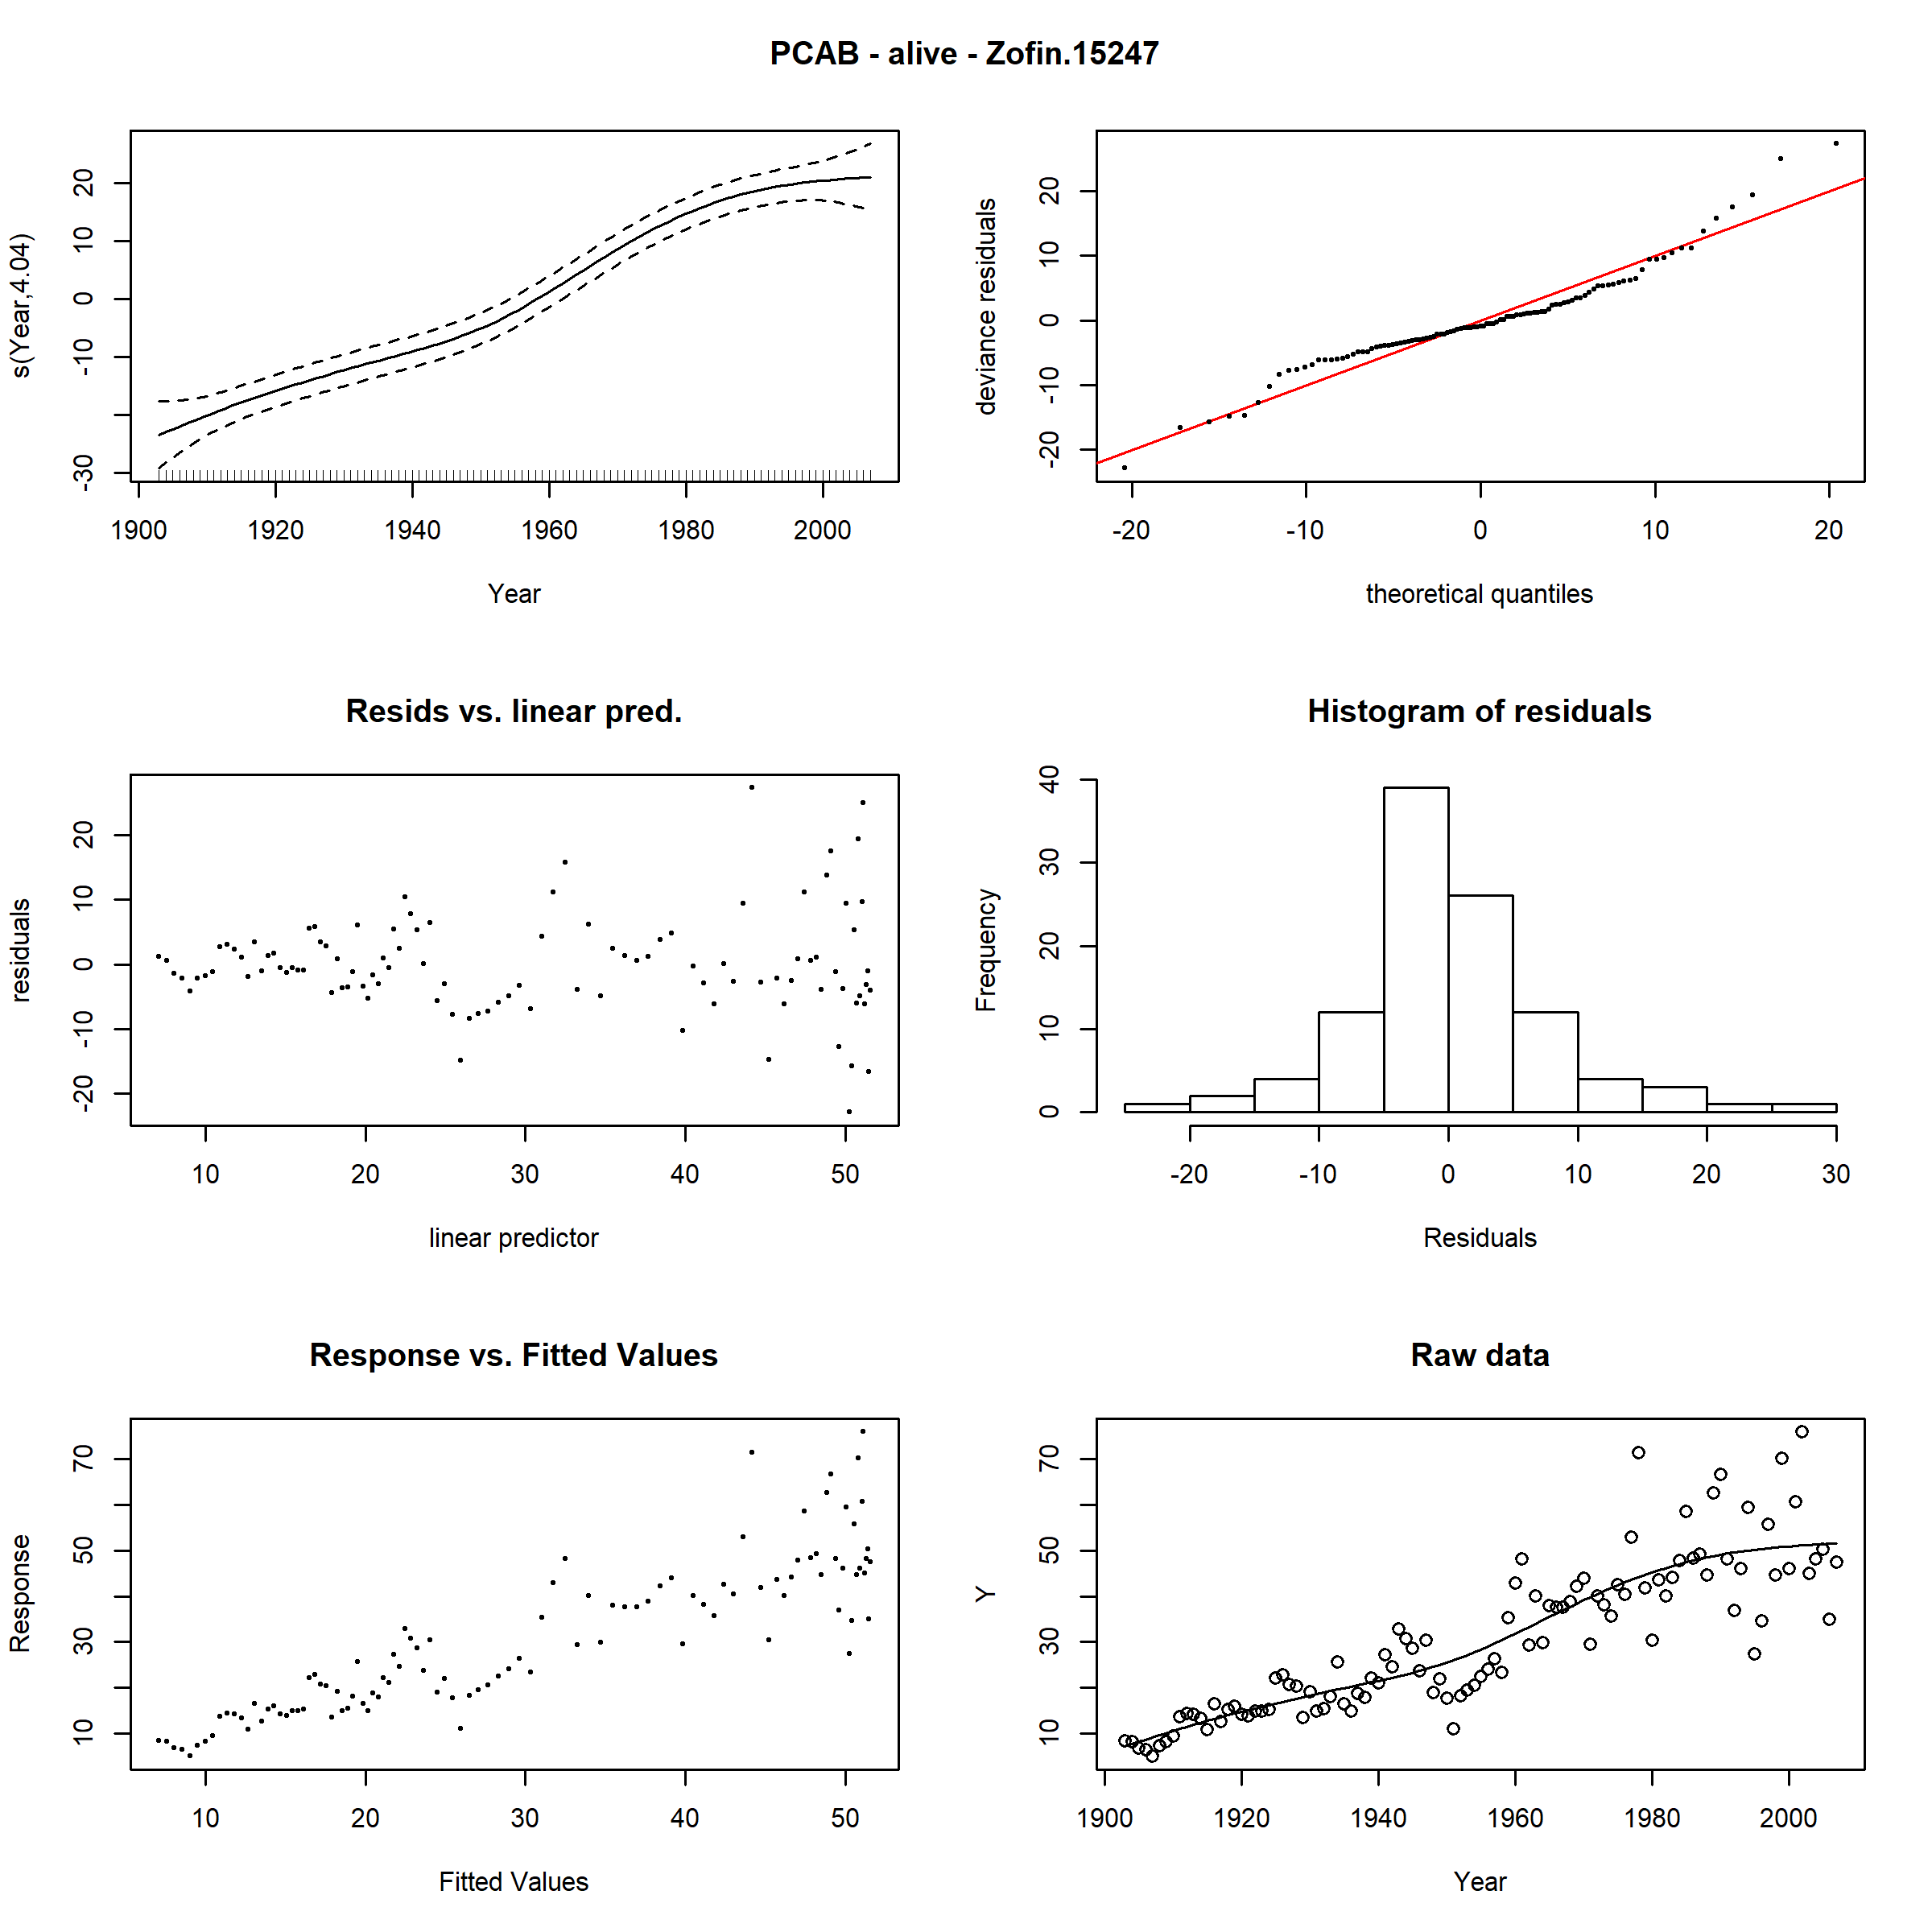 PCAB - alive - Zofin.15247
s(Year,4.04)
-30 -10 0 10 20
1900 1920 1940 1960 1980 2000
Year
deviance residuals
-20 -10 0 10 20
-20 -10 0 10 20
theoretical quantiles
Resids vs. linear pred.
residuals
-20 -10 0 10 20
10 20 30 40 50
linear predictor
Histogram of residuals
Frequency
0 10 20 30 40
-20 -10 0 10 20 30
Residuals
Response vs. Fitted Values
Response
10 30 50 70
10 20 30 40 50
Fitted Values
Raw data
Y
10 30 50 70
1900 1920 1940 1960 1980 2000
Year